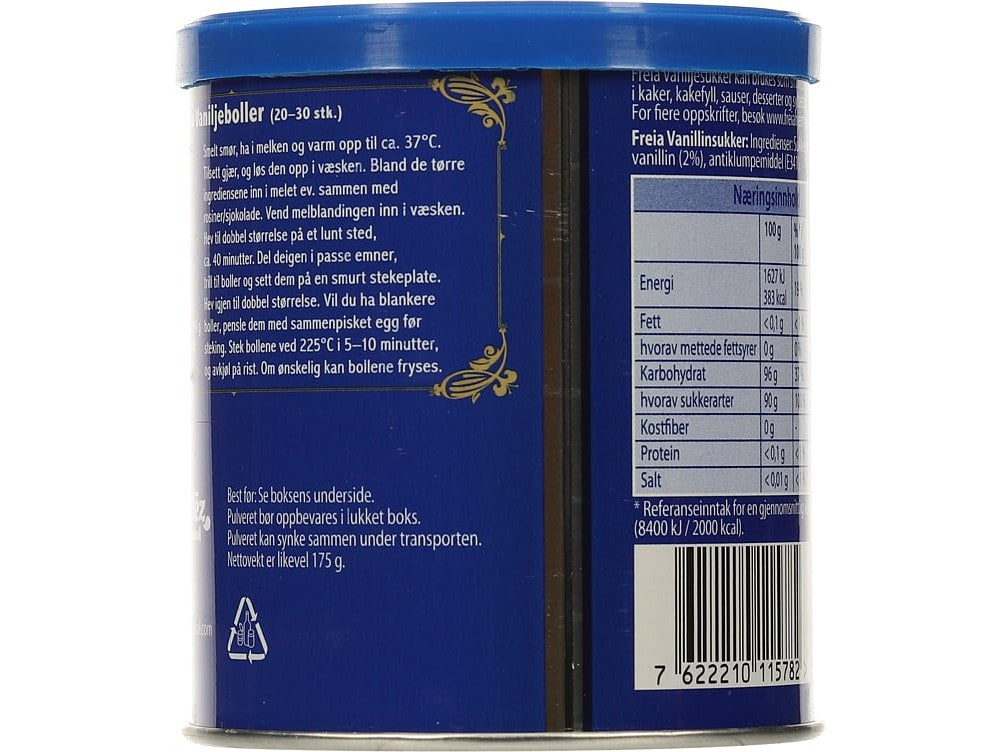 Vaniljeboller (20–30 stk.)
Smelt smør, ha i melken og varm opp til ca. 37°C.
Tilsett gjær, og løs den opp i væsken. Bland de tørre
ingrediensene inn i melet ev. sammen med
rosiner/sjokolade. Vend melblandingen inn i væsken.
Hev til dobbel størrelse på et lunt sted,
ca. 40 minutter. Del deigen i passe emner,
trill til boller og sett dem på en smurt stekeplate.
Hev igjen til dobbel størrelse. Vil du ha blankere
boller, pensle dem med sammenpisket egg før
steking. Stek bollene ved 225°C i 5–10 minutter,
og avkjøl på rist. Om ønskelig kan bollene fryses.
Best før: Se boksens underside.
Pulveret bør oppbevares i lukket boks.
Pulveret kan synke sammen under transporten.
Nettovekt er likevel 175 g.
Freia Vaniljesukker kan brukes som
i kaker, kakefyll, sauser, desserter og
For flere oppskrifter, besøk
Freia Vanillinsukker: Ingredienser:
vanillin (2%), antiklumpemiddel (E341
Næringsinnhol
100 g
Energi 1627 kJ
383 kcal
Fett <0,1 g
hvorav mettede fettsyrer 0 g
Karbohydrat 96 g
hvorav sukkerarter 90 g
Kostfiber 0 g -
Protein <0,1 g
Salt <0,01 g
* Referanseinntak for en gjennomsnitt
(8400 kJ / 2000 kcal).
7 622210 115782 >